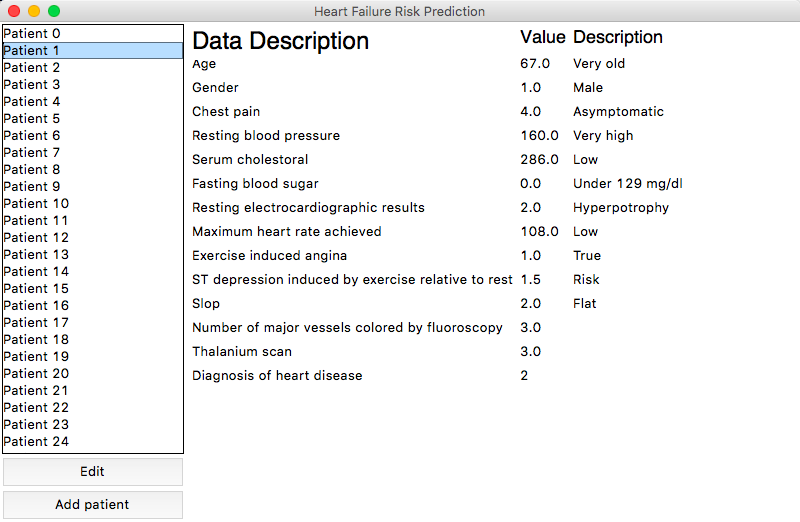 Heart Failure Risk Prediction
Patient 0
Patient 1
Patient 2
Patient 3
Patient 4
Patient 5
Patient 6
Patient 7
Patient 8
Patient 9
Patient 10
Patient 11
Patient 12
Patient 13
Patient 14
Patient 15
Patient 16
Patient 17
Patient 18
Patient 19
Patient 20
Patient 21
Patient 22
Patient 23
Patient 24
Edit
Add patient
Data Description Value Description
Age 67.0 Very old
Gender 1.0 Male
Chest pain 4.0 Asymptomatic
Resting blood pressure 160.0 Very high
Serum cholestoral 286.0 Low
Fasting blood sugar 0.0 Under 129 mg/dl
Resting electrocardiographic results 2.0 Hyperpotrophy
Maximum heart rate achieved 108.0 Low
Exercise induced angina 1.0 True
ST depression induced by exercise relative to rest 1.5 Risk
Slop 2.0 Flat
Number of major vessels colored by fluoroscopy 3.0
Thalanium scan 3.0
Diagnosis of heart disease 2